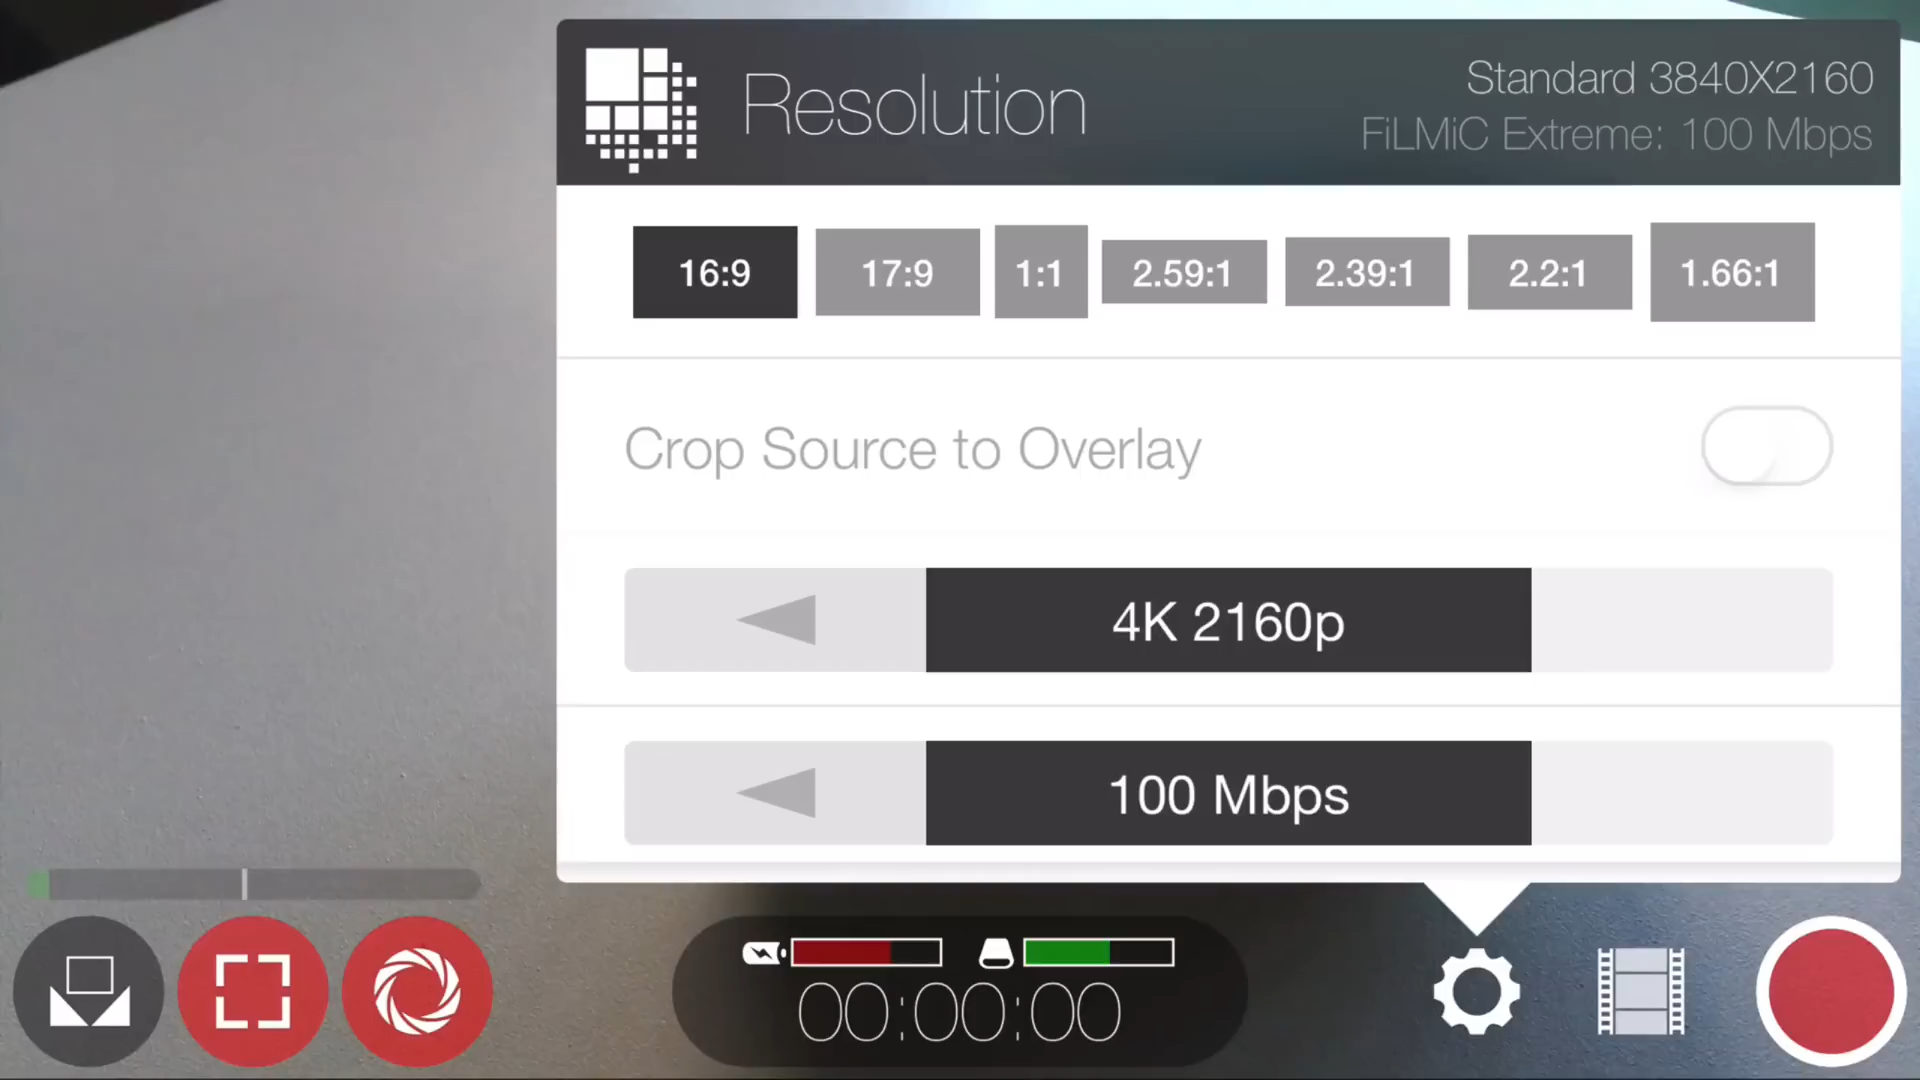 Resolution
Standard 3840X2160
FiLMiC Extreme: 100 Mbps
16:9 17:9 1:1 2.59:1 2.39:1 2.2:1 1.66:1
Crop Source to Overlay
4K 2160p
100 Mbps
00:00:00